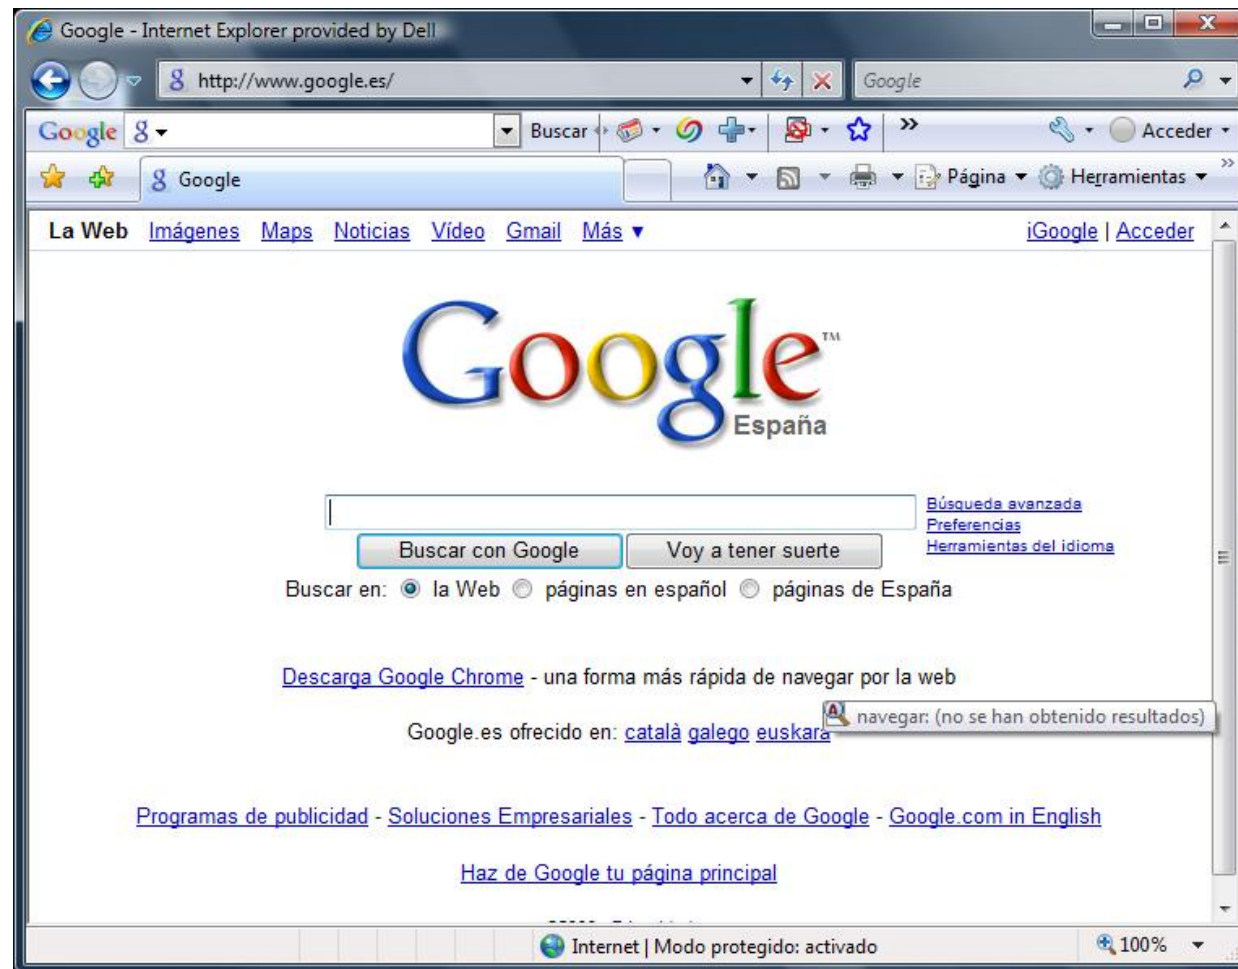 Google - Internet Explorer provided by Dell
http://www.google.es/ Google
Google Buscar Acceder
Google Página Herramientas
La Web Imágenes Maps Noticias Vídeo Gmail Más iGoogle | Acceder
Google™
España
Búsqueda avanzada
Preferencias
Buscar con Google Voy a tener suerte Herramientas del idioma
Buscar en: la Web páginas en español páginas de España
Descarga Google Chrome - una forma más rápida de navegar por la web
navegar: (no se han obtenido resultados)
Google.es ofrecido en: català galego euskara
Programas de publicidad - Soluciones Empresariales - Todo acerca de Google - Google.com in English
Haz de Google tu página principal
Internet | Modo protegido: activado 100%